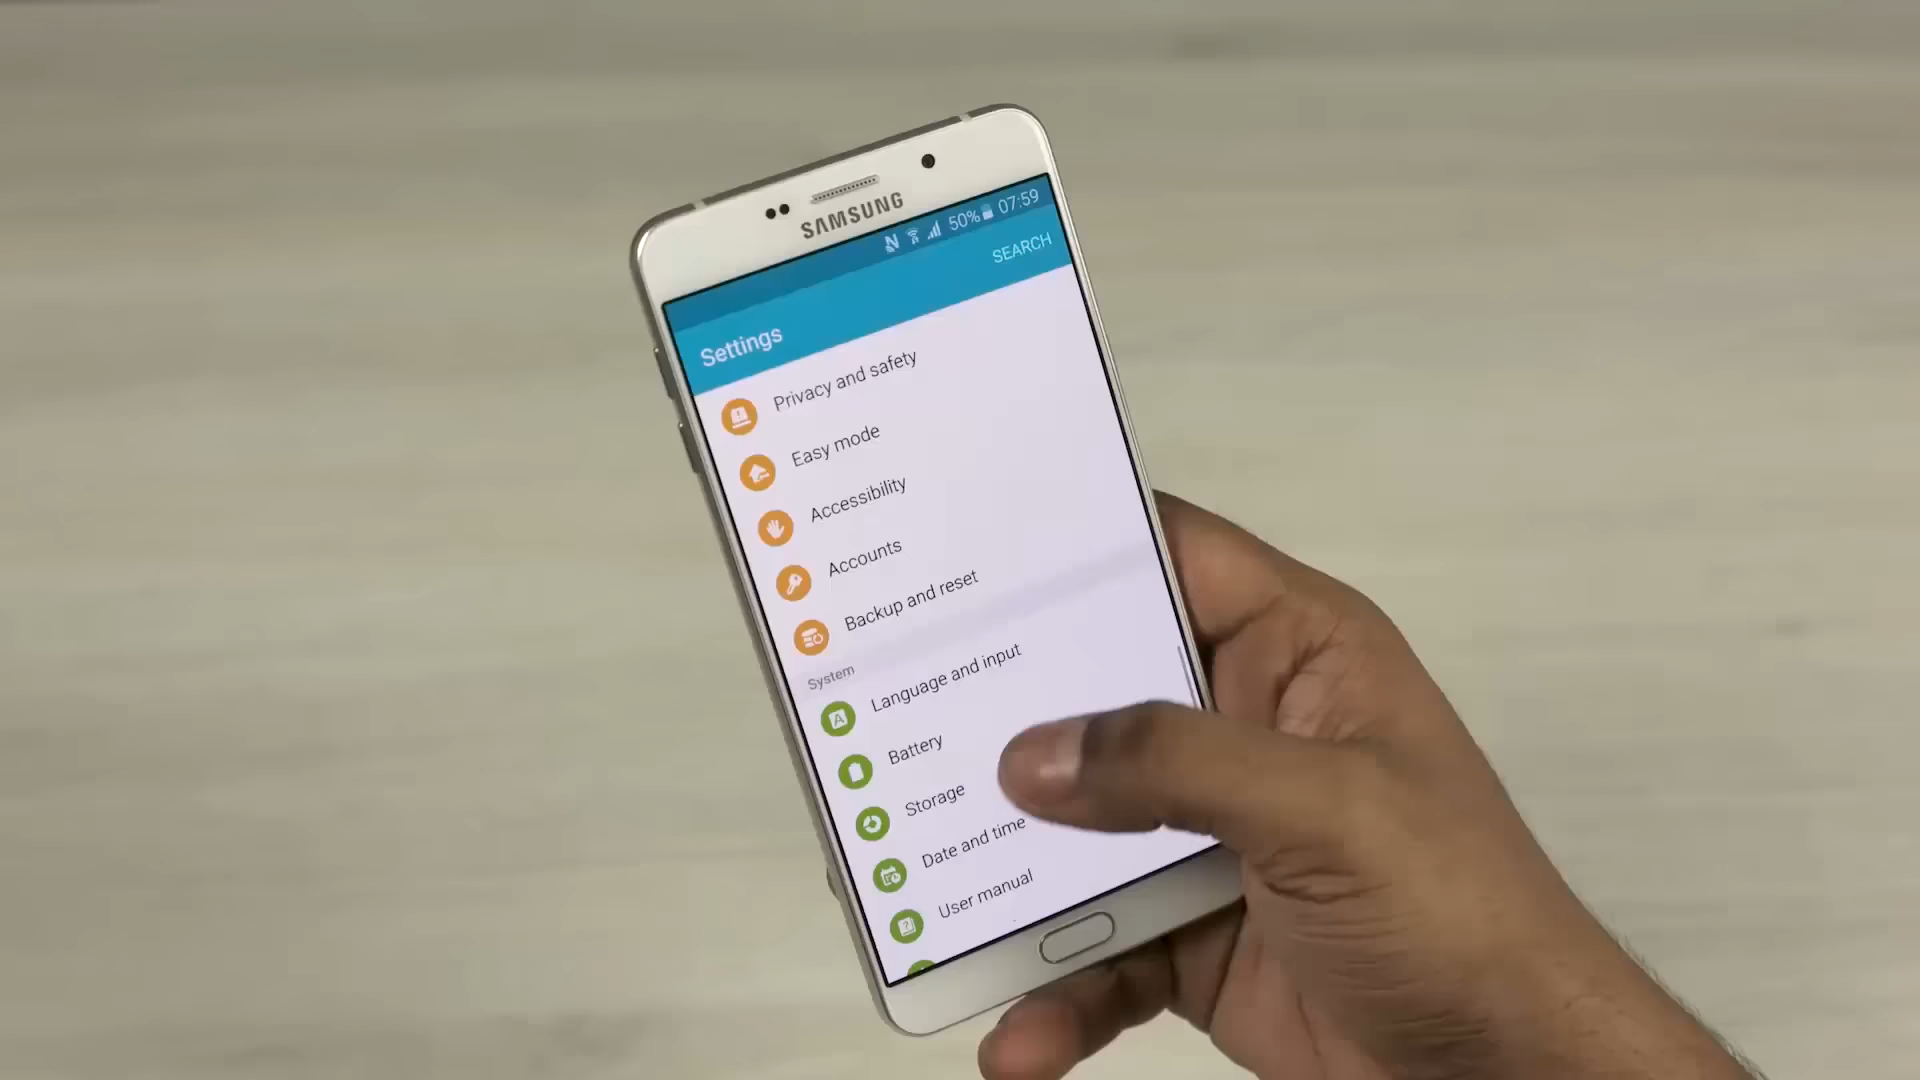 SAMSUNG
50% 07:59
SEARCH
Settings
Privacy and safety
Easy mode
Accessibility
Accounts
Backup and reset
System
Language and input
Battery
Storage
Date and time
User manual